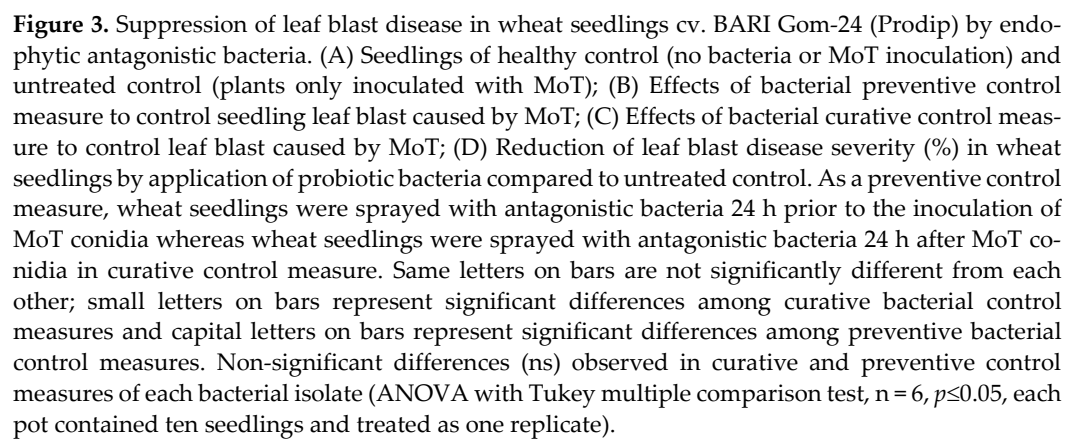 Figure 3. Suppression of leaf blast disease in wheat seedlings cv. BARI Gom-24 (Prodip) by endo-
phytic antagonistic bacteria. (A) Seedlings of healthy control (no bacteria or MoT inoculation) and
untreated control (plants only inoculated with MoT); (B) Effects of bacterial preventive control
measure to control seedling leaf blast caused by MoT; (C) Effects of bacterial curative control meas-
ure to control leaf blast caused by MoT; (D) Reduction of leaf blast disease severity (%) in wheat
seedlings by application of probiotic bacteria compared to untreated control. As a preventive control
measure, wheat seedlings were sprayed with antagonistic bacteria 24 h prior to the inoculation of
MoT conidia whereas wheat seedlings were sprayed with antagonistic bacteria 24 h after MoT co-
nidia in curative control measure. Same letters on bars are not significantly different from each
other; small letters on bars represent significant differences among curative bacterial control
measures and capital letters on bars represent significant differences among preventive bacterial
control measures. Non-significant differences (ns) observed in curative and preventive control
measures of each bacterial isolate (ANOVA with Tukey multiple comparison test, n = 6, p≤0.05, each
pot contained ten seedlings and treated as one replicate).